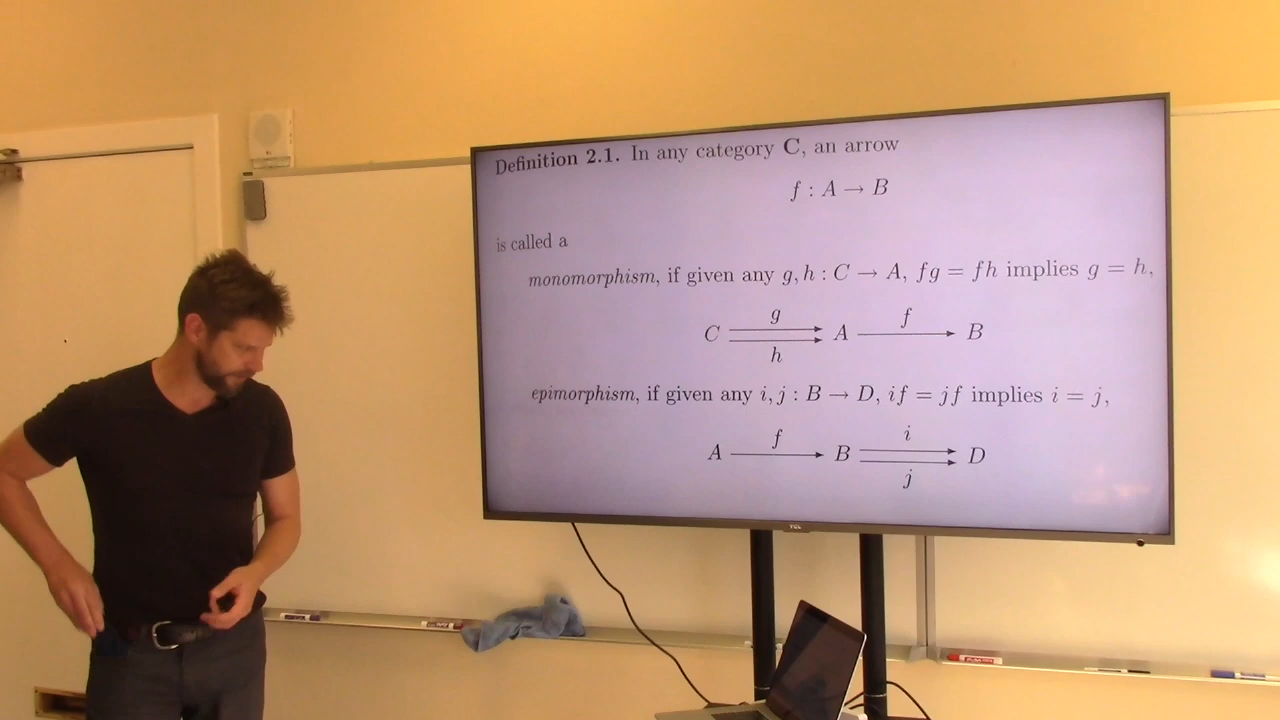 Definition 2.1. In any category C, an arrow
f : A → B
is called a
monomorphism, if given any g, h : C → A, fg = fh implies g = h,
g
C A f B
h
epimorphism, if given any i, j : B → D, if = jf implies i = j,
A f B i D
j
TCL